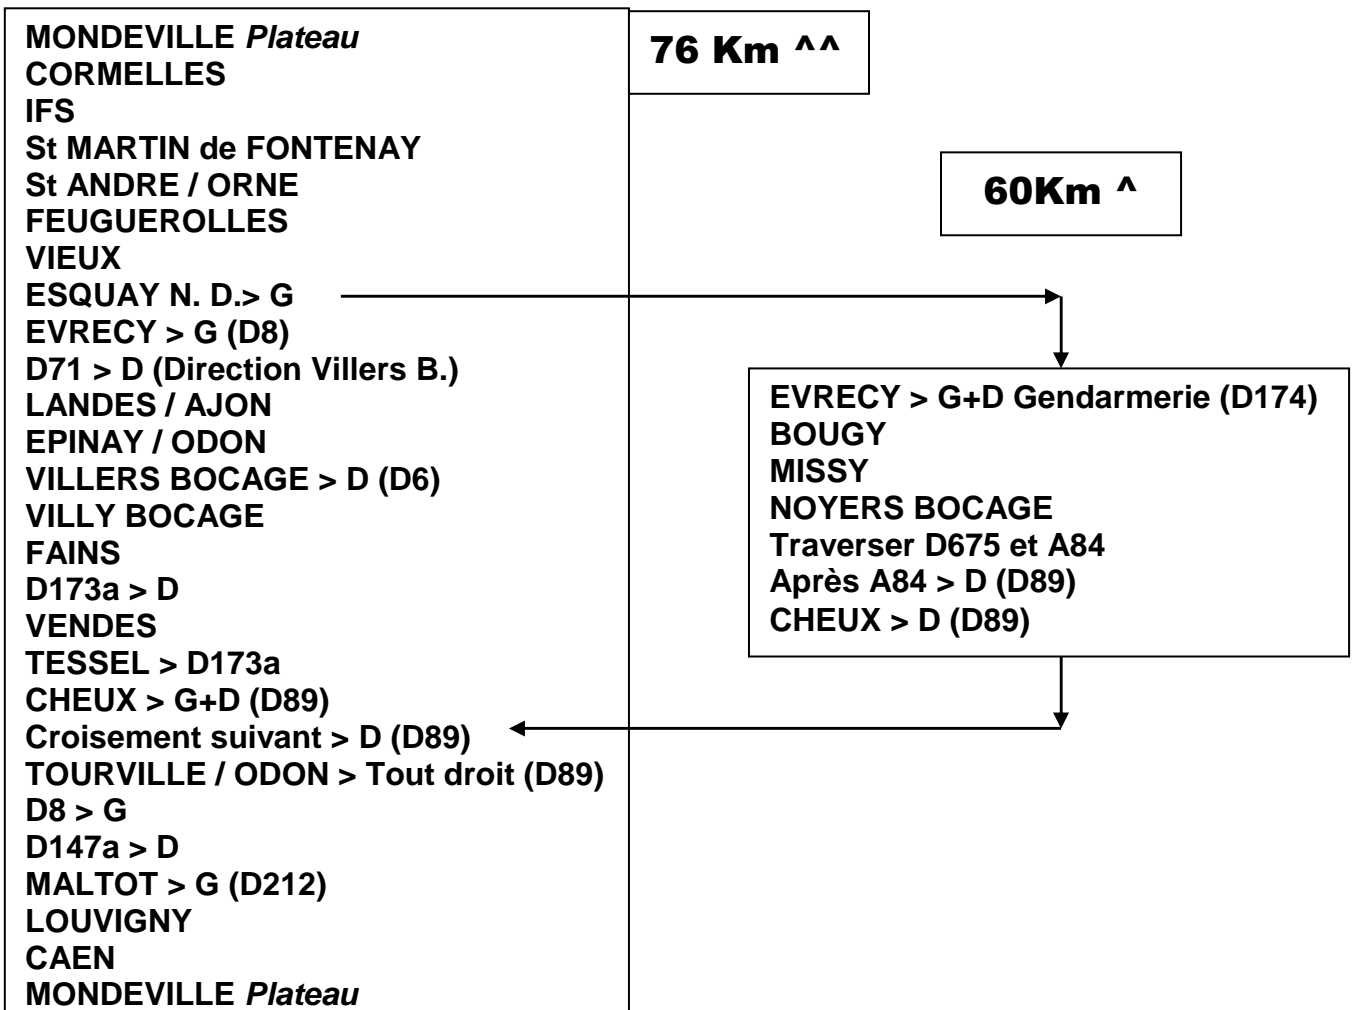 MONDEVILLE Plateau
CORMELLES
IFS
St MARTIN de FONTENAY
St ANDRE / ORNE
FEUGUEROLLES
VIEUX
ESQUAY N. D.> G
EVRECY > G (D8)
D71 > D (Direction Villers B.)
LANDES / AJON
EPINAY / ODON
VILLERS BOCAGE > D (D6)
VILLY BOCAGE
FAINS
D173a > D
VENDES
TESSEL > D173a
CHEUX > G+D (D89)
Croisement suivant > D (D89)
TOURVILLE / ODON > Tout droit (D89)
D8 > G
D147a > D
MALTOT > G (D212)
LOUVIGNY
CAEN
MONDEVILLE Plateau
76 Km ^^
60Km ^
EVRECY > G+D Gendarmerie (D174)
BOUGY
MISSY
NOYERS BOCAGE
Traverser D675 et A84
Après A84 > D (D89)
CHEUX > D (D89)